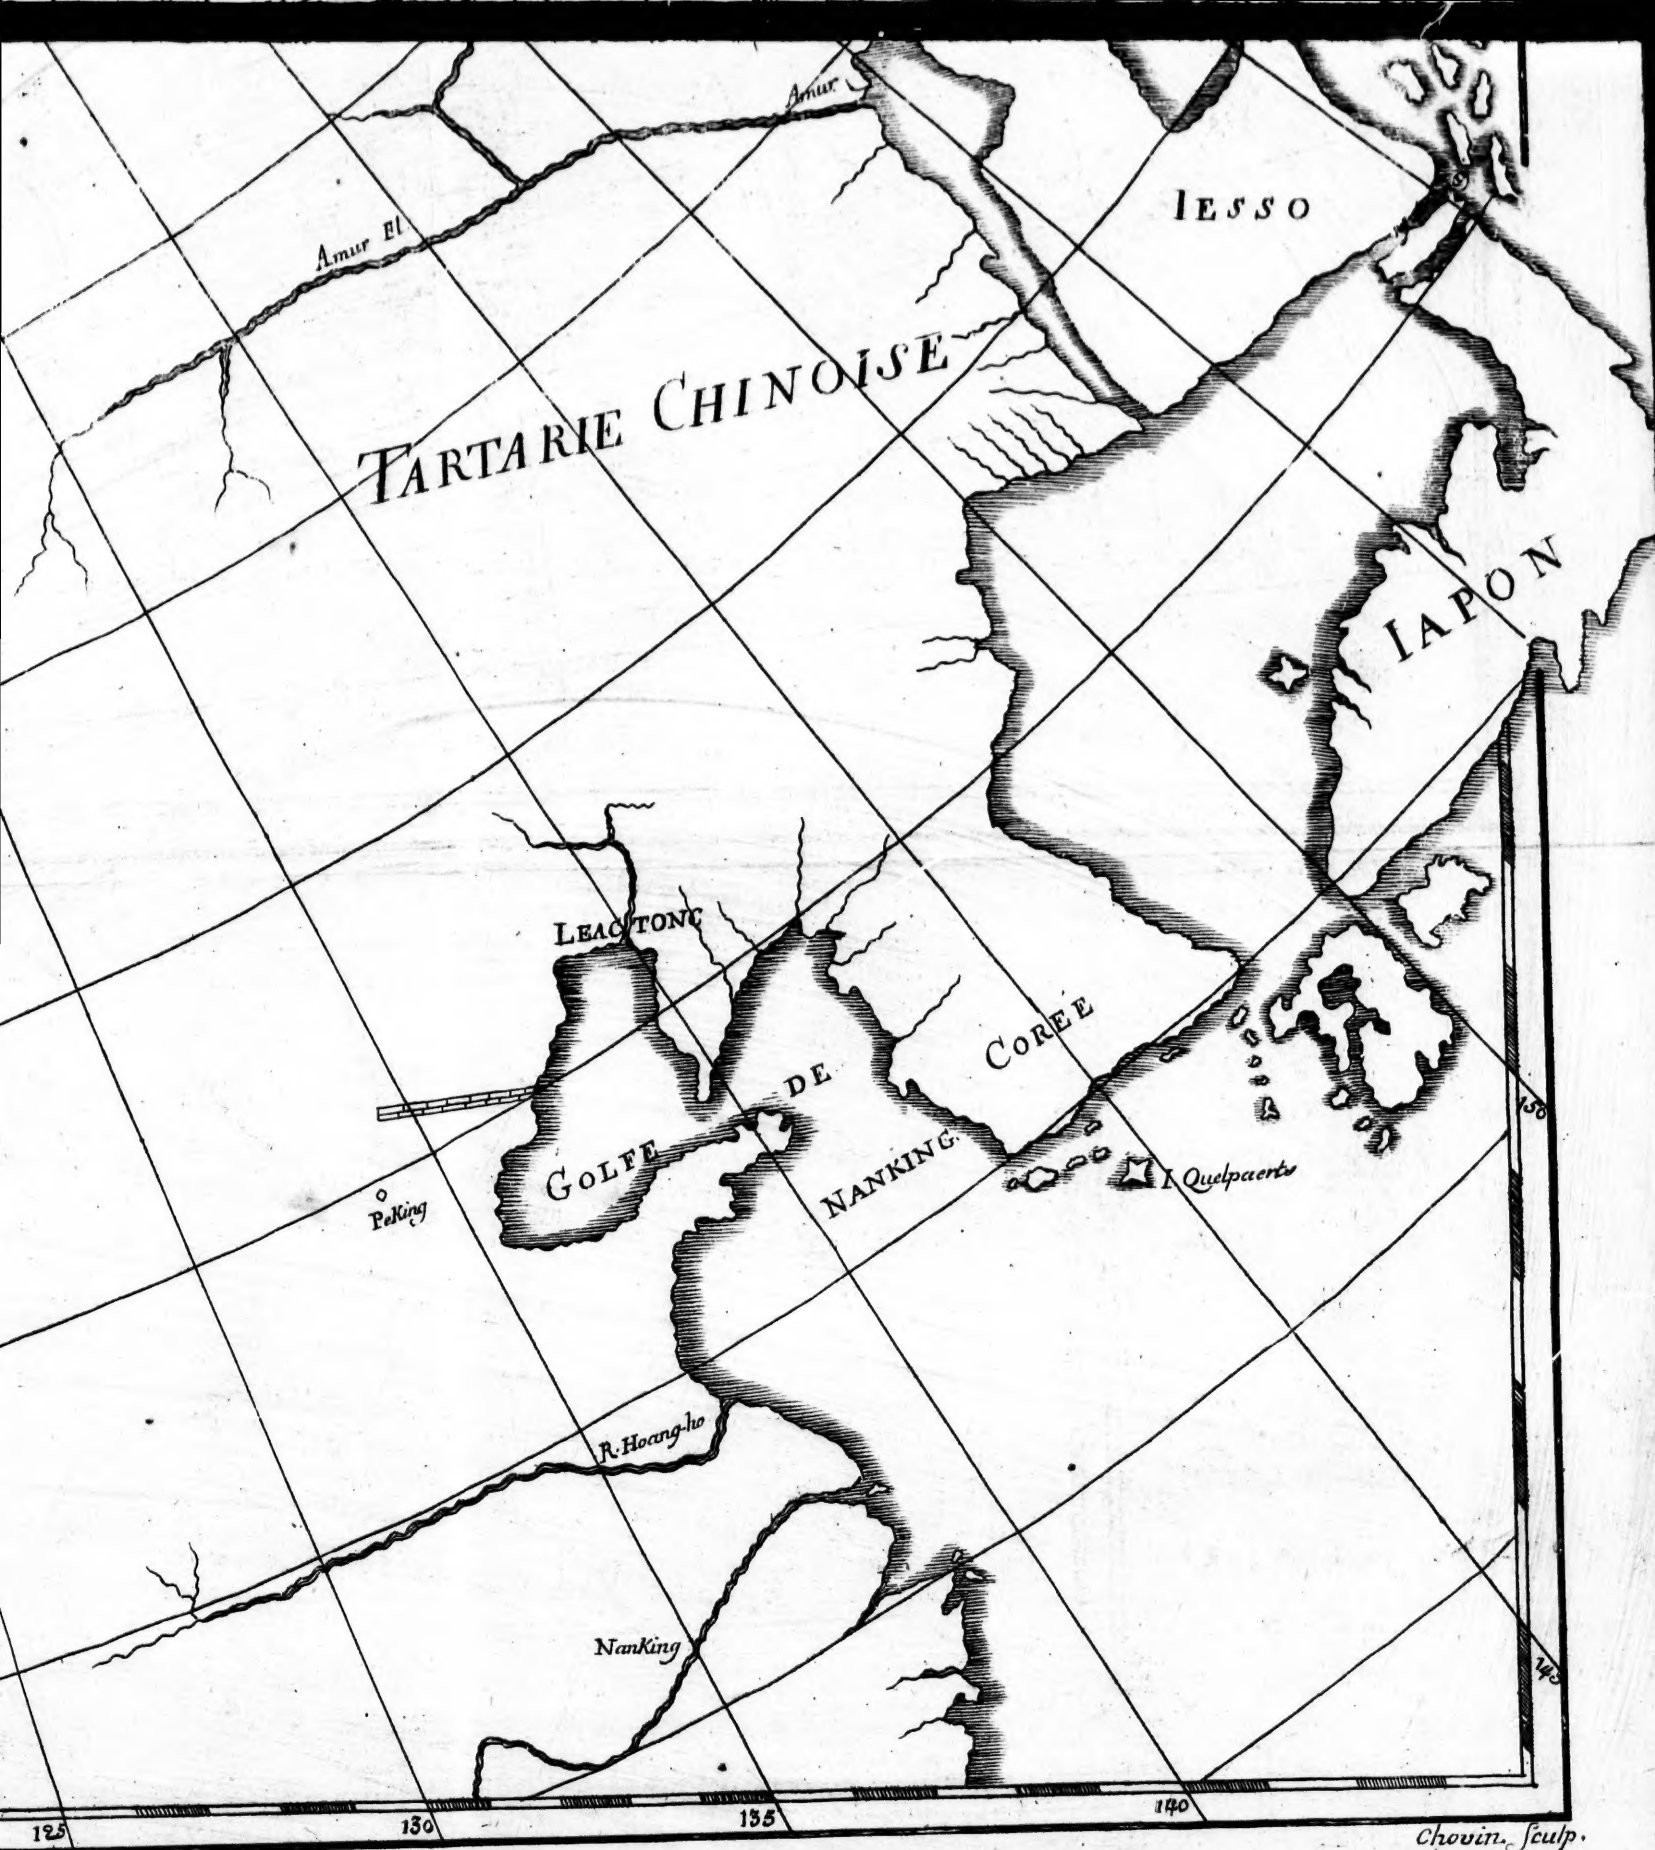 Amur
Amur Fl.
IESSO
TARTARIE CHINOISE
IAPON
LEAOTONG
COREE
GOLFE DE NANKING.
I Quelpaerts
PeKing
150
R. Hoang-ho
NanKing
145
125
130
135
140
Chovin. Sculp.